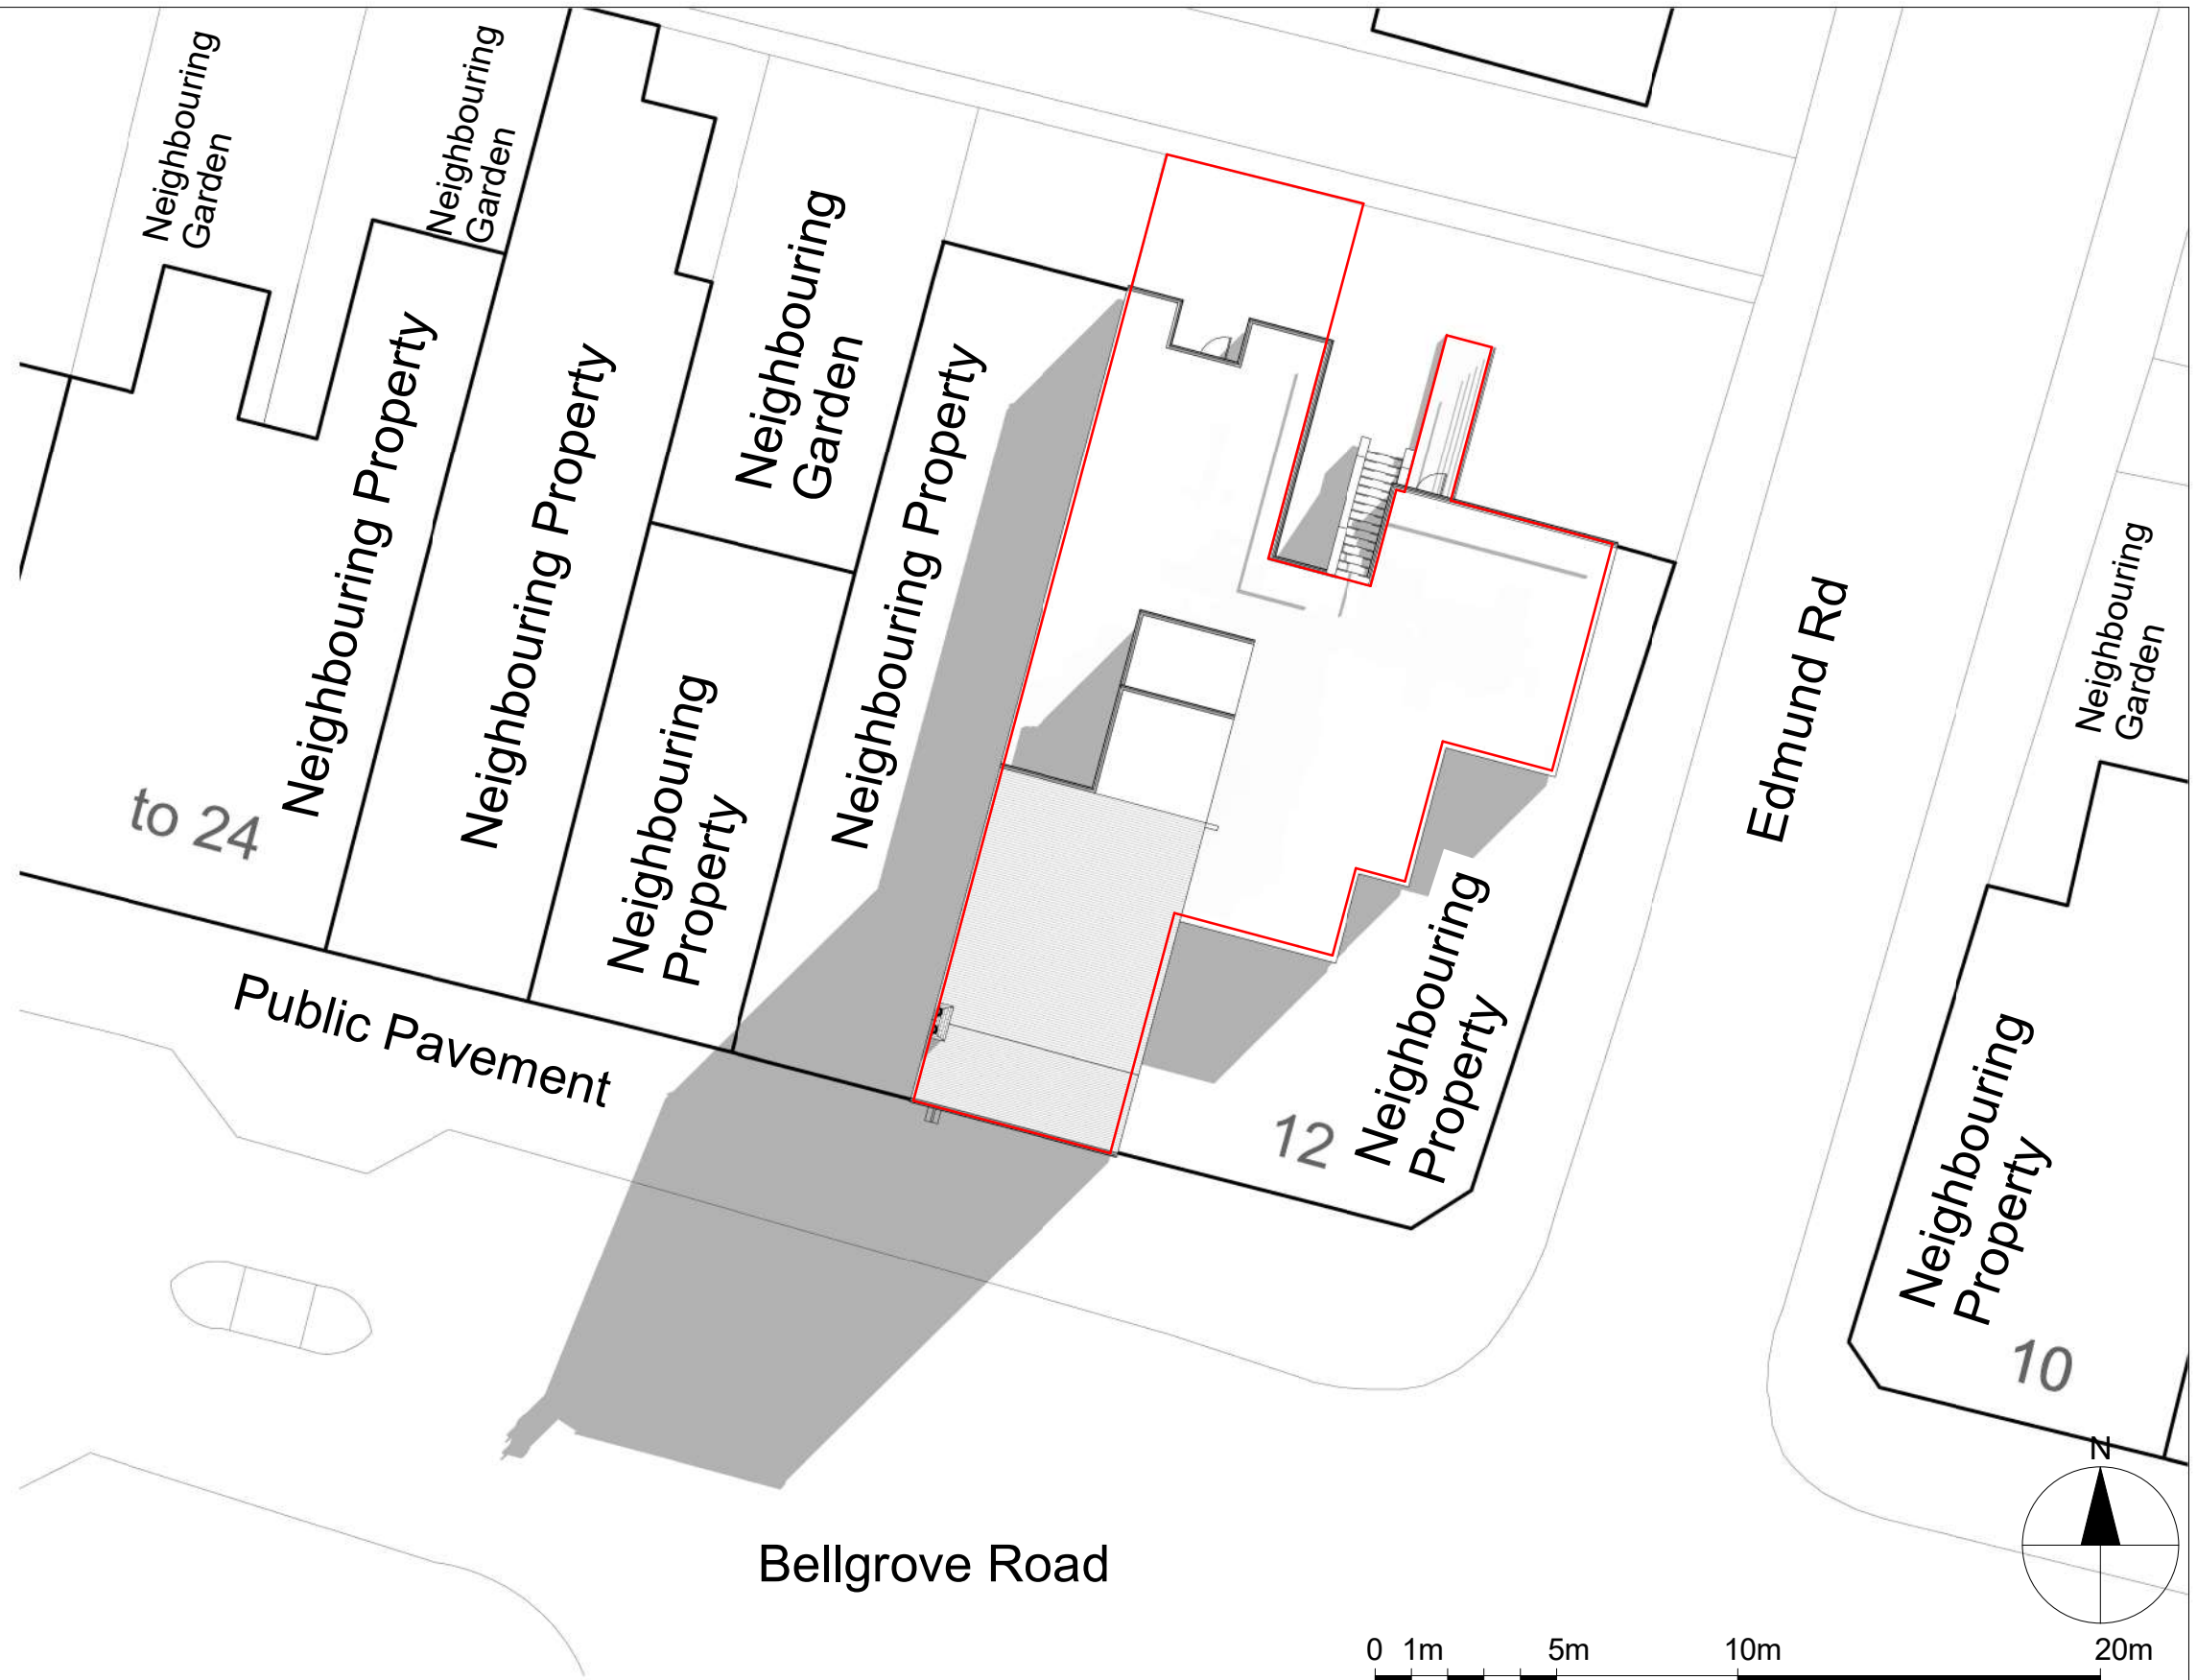 Neighbouring
Garden
Neighbouring
Garden
Neighbouring
Garden
Neighbouring Property
Neighbouring Property
Neighbouring
Property
Neighbouring Property
to 24
Public Pavement
Edmund Rd
Neighbouring
Garden
Neighbouring
Property
12
Neighbouring
Property
10
Bellgrove Road
N
0 1m 5m 10m 20m